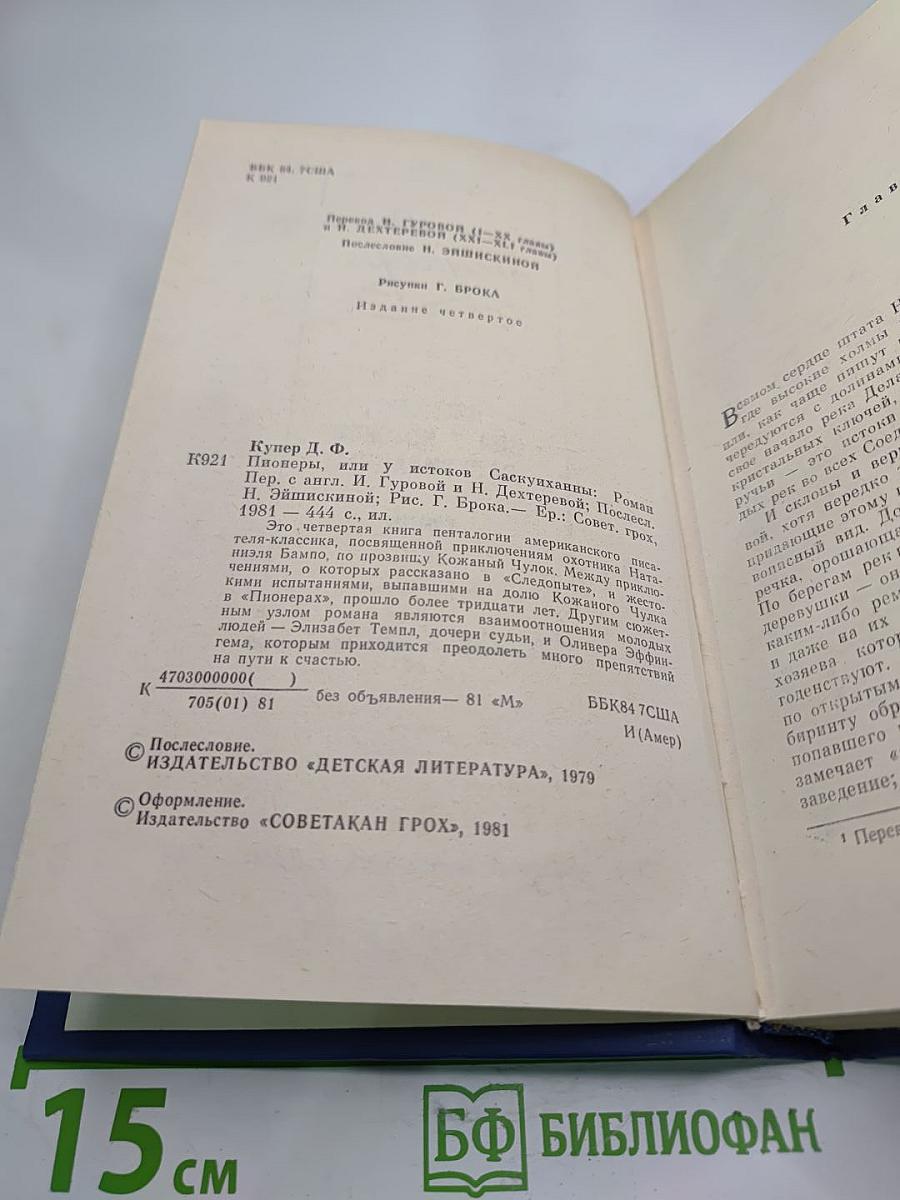 ББК 84.7США
К 921
Перевод И. ГУРОВОЙ (I—XX главы)
и Н. ДЕХТЕРЕВОЙ (XXI—XLI главы)
Послесловие Н. ЭЙШИСКИНОЙ
Рисунки Г. БРОКА
Издание четвертое
Купер Д. Ф.
К921 Пионеры, или у истоков Саскуиханны: Роман
Пер. с англ. И. Гуровой и Н. Дехтеревой; Послесл.
Н. Эйшискиной; Рис. Г. Брока.— Ер.: Совет. грох,
1981 — 444 с., ил.
Это четвертая книга пенталогии американского писа-
теля-классика, посвященной приключениям охотника Ната-
ниэля Бампо, по прозвищу Кожаный Чулок. Между приклю-
чениями, о которых рассказано в «Следопыте», и жесто-
кими испытаниями, выпавшими на долю Кожаного Чулка
в «Пионерах», прошло более тридцати лет. Другим сюжет-
ным узлом романа являются взаимоотношения молодых
людей — Элизабет Темпл, дочери судьи, и Оливера Эффин-
гема, которым приходится преодолеть много препятствий
на пути к счастью.
К 4703000000( )
705(01) 81 без объявления— 81 «М»
ББК84 7США
И(Амер)
© Послесловие.
ИЗДАТЕЛЬСТВО «ДЕТСКАЯ ЛИТЕРАТУРА», 1979
© Оформление.
Издательство «СОВЕТАКАН ГРОХ», 1981
Глав
В самом сердце штата Н
где высокие холмы
или, как чаще пишут
чередуются с долинами
свое начало река Дела
кристальных ключей,
ручьи — это истоки
дых рек во всех Соед
И склоны и вер
вой, хотя нередко
придающие этому
вописный вид. До
речка, орошающа
По берегам рек
деревушки — он
каким-либо рем
и даже на их
хозяева кото
годенствуют.
по открытым
биринту обр
попавшего
замечает «
заведение;
1 Перев
15 см
БФ БИБЛИОФАН